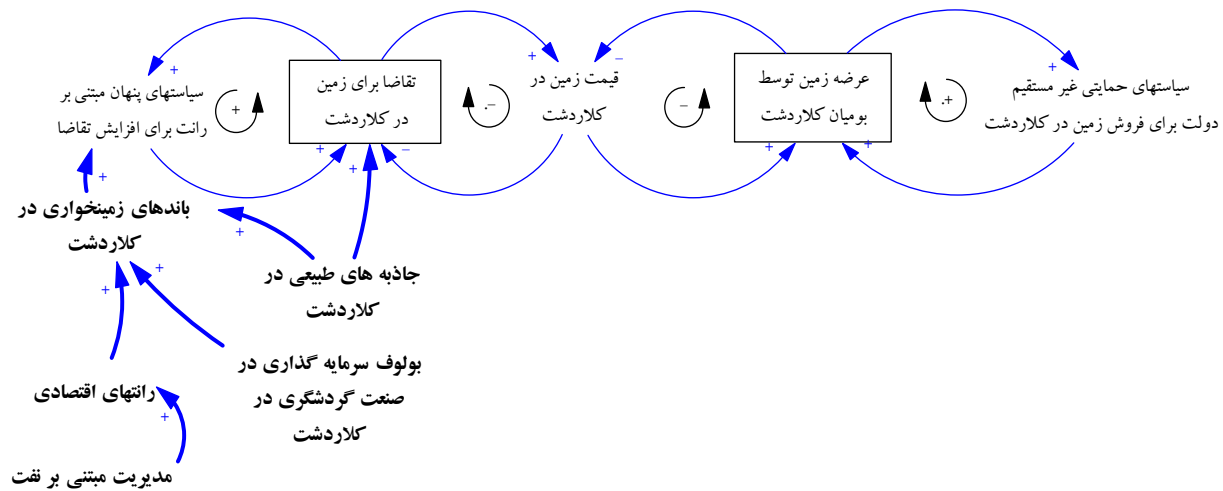 سیاستهای پنهان مبتنی بر
رانت برای افزایش تقاضا
تقاضا برای زمین
در کلاردشت
قیمت زمین در
کلاردشت
عرضه زمین توسط
بومیان کلاردشت
سیاستهای حمایتی غیر مستقیم
دولت برای فروش زمین در کلاردشت
باندهای زمینخواری در
کلاردشت
جاذبه های طبیعی در
کلاردشت
بولوف سرمایه گذاری در
صنعت گردشگری در
کلاردشت
رانتهای اقتصادی
مدیریت مبتنی بر نفت